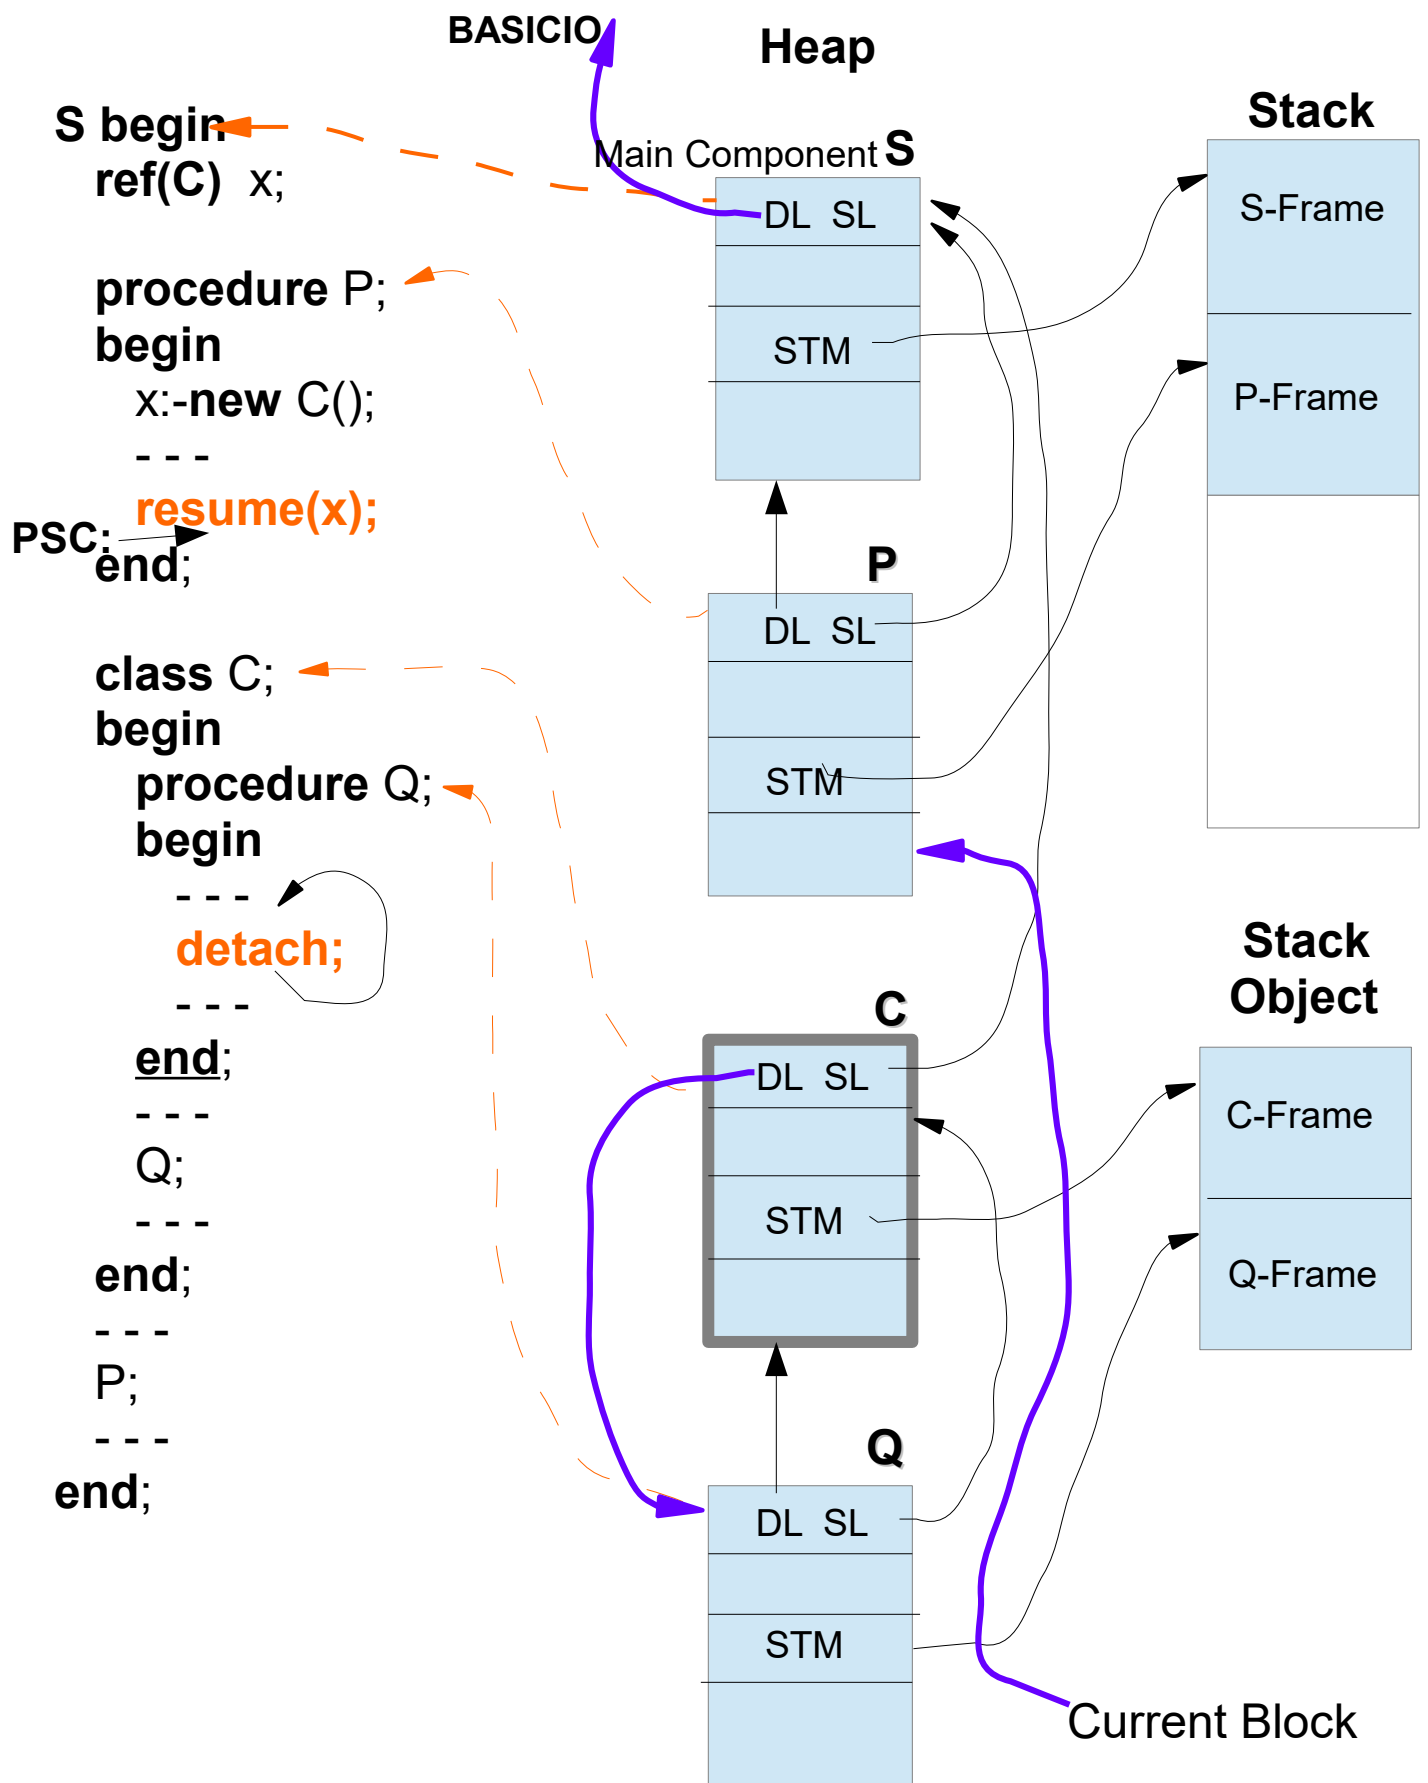 BASICIO
Heap
Stack
S begin
ref(C) x;
procedure P;
begin
x:-new C();
- - -
resume(x);
PSC:
end;
class C;
begin
procedure Q;
begin
- - -
detach;
- - -
end;
- - -
Q;
- - -
end;
- - -
P;
- - -
end;
Main Component S
DL SL
STM
P
DL SL
STM
C
DL SL
STM
Q
DL SL
STM
S-Frame
P-Frame
Stack
Object
C-Frame
Q-Frame
Current Block